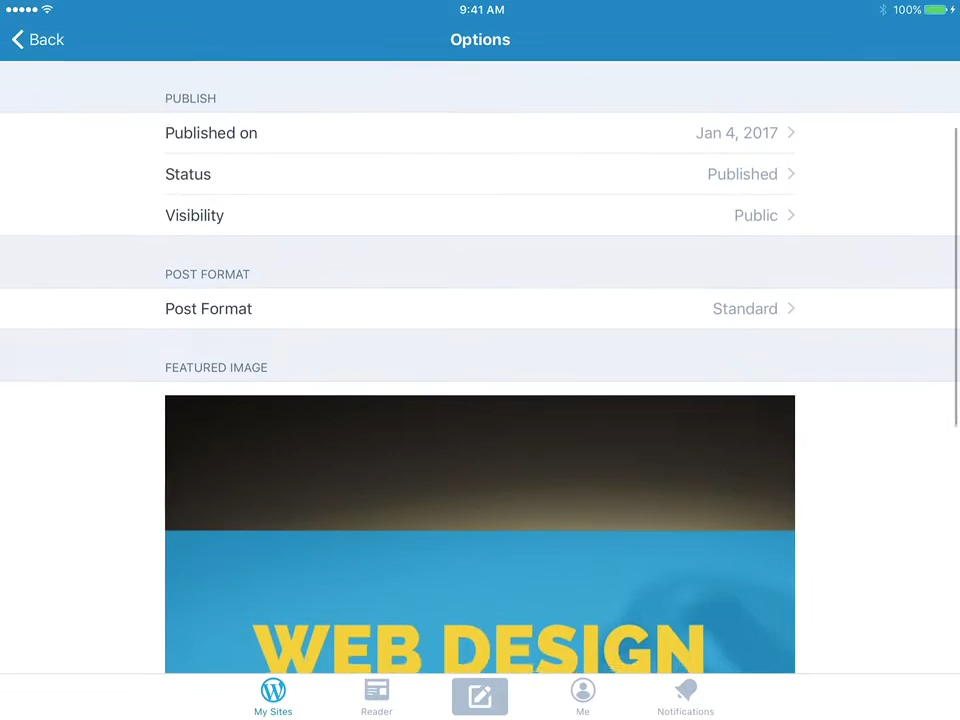 9:41 AM
100%
Back
Options
PUBLISH
Published on Jan 4, 2017
Status Published
Visibility Public
POST FORMAT
Post Format Standard
FEATURED IMAGE
WEB DESIGN
My Sites Reader Me Notifications